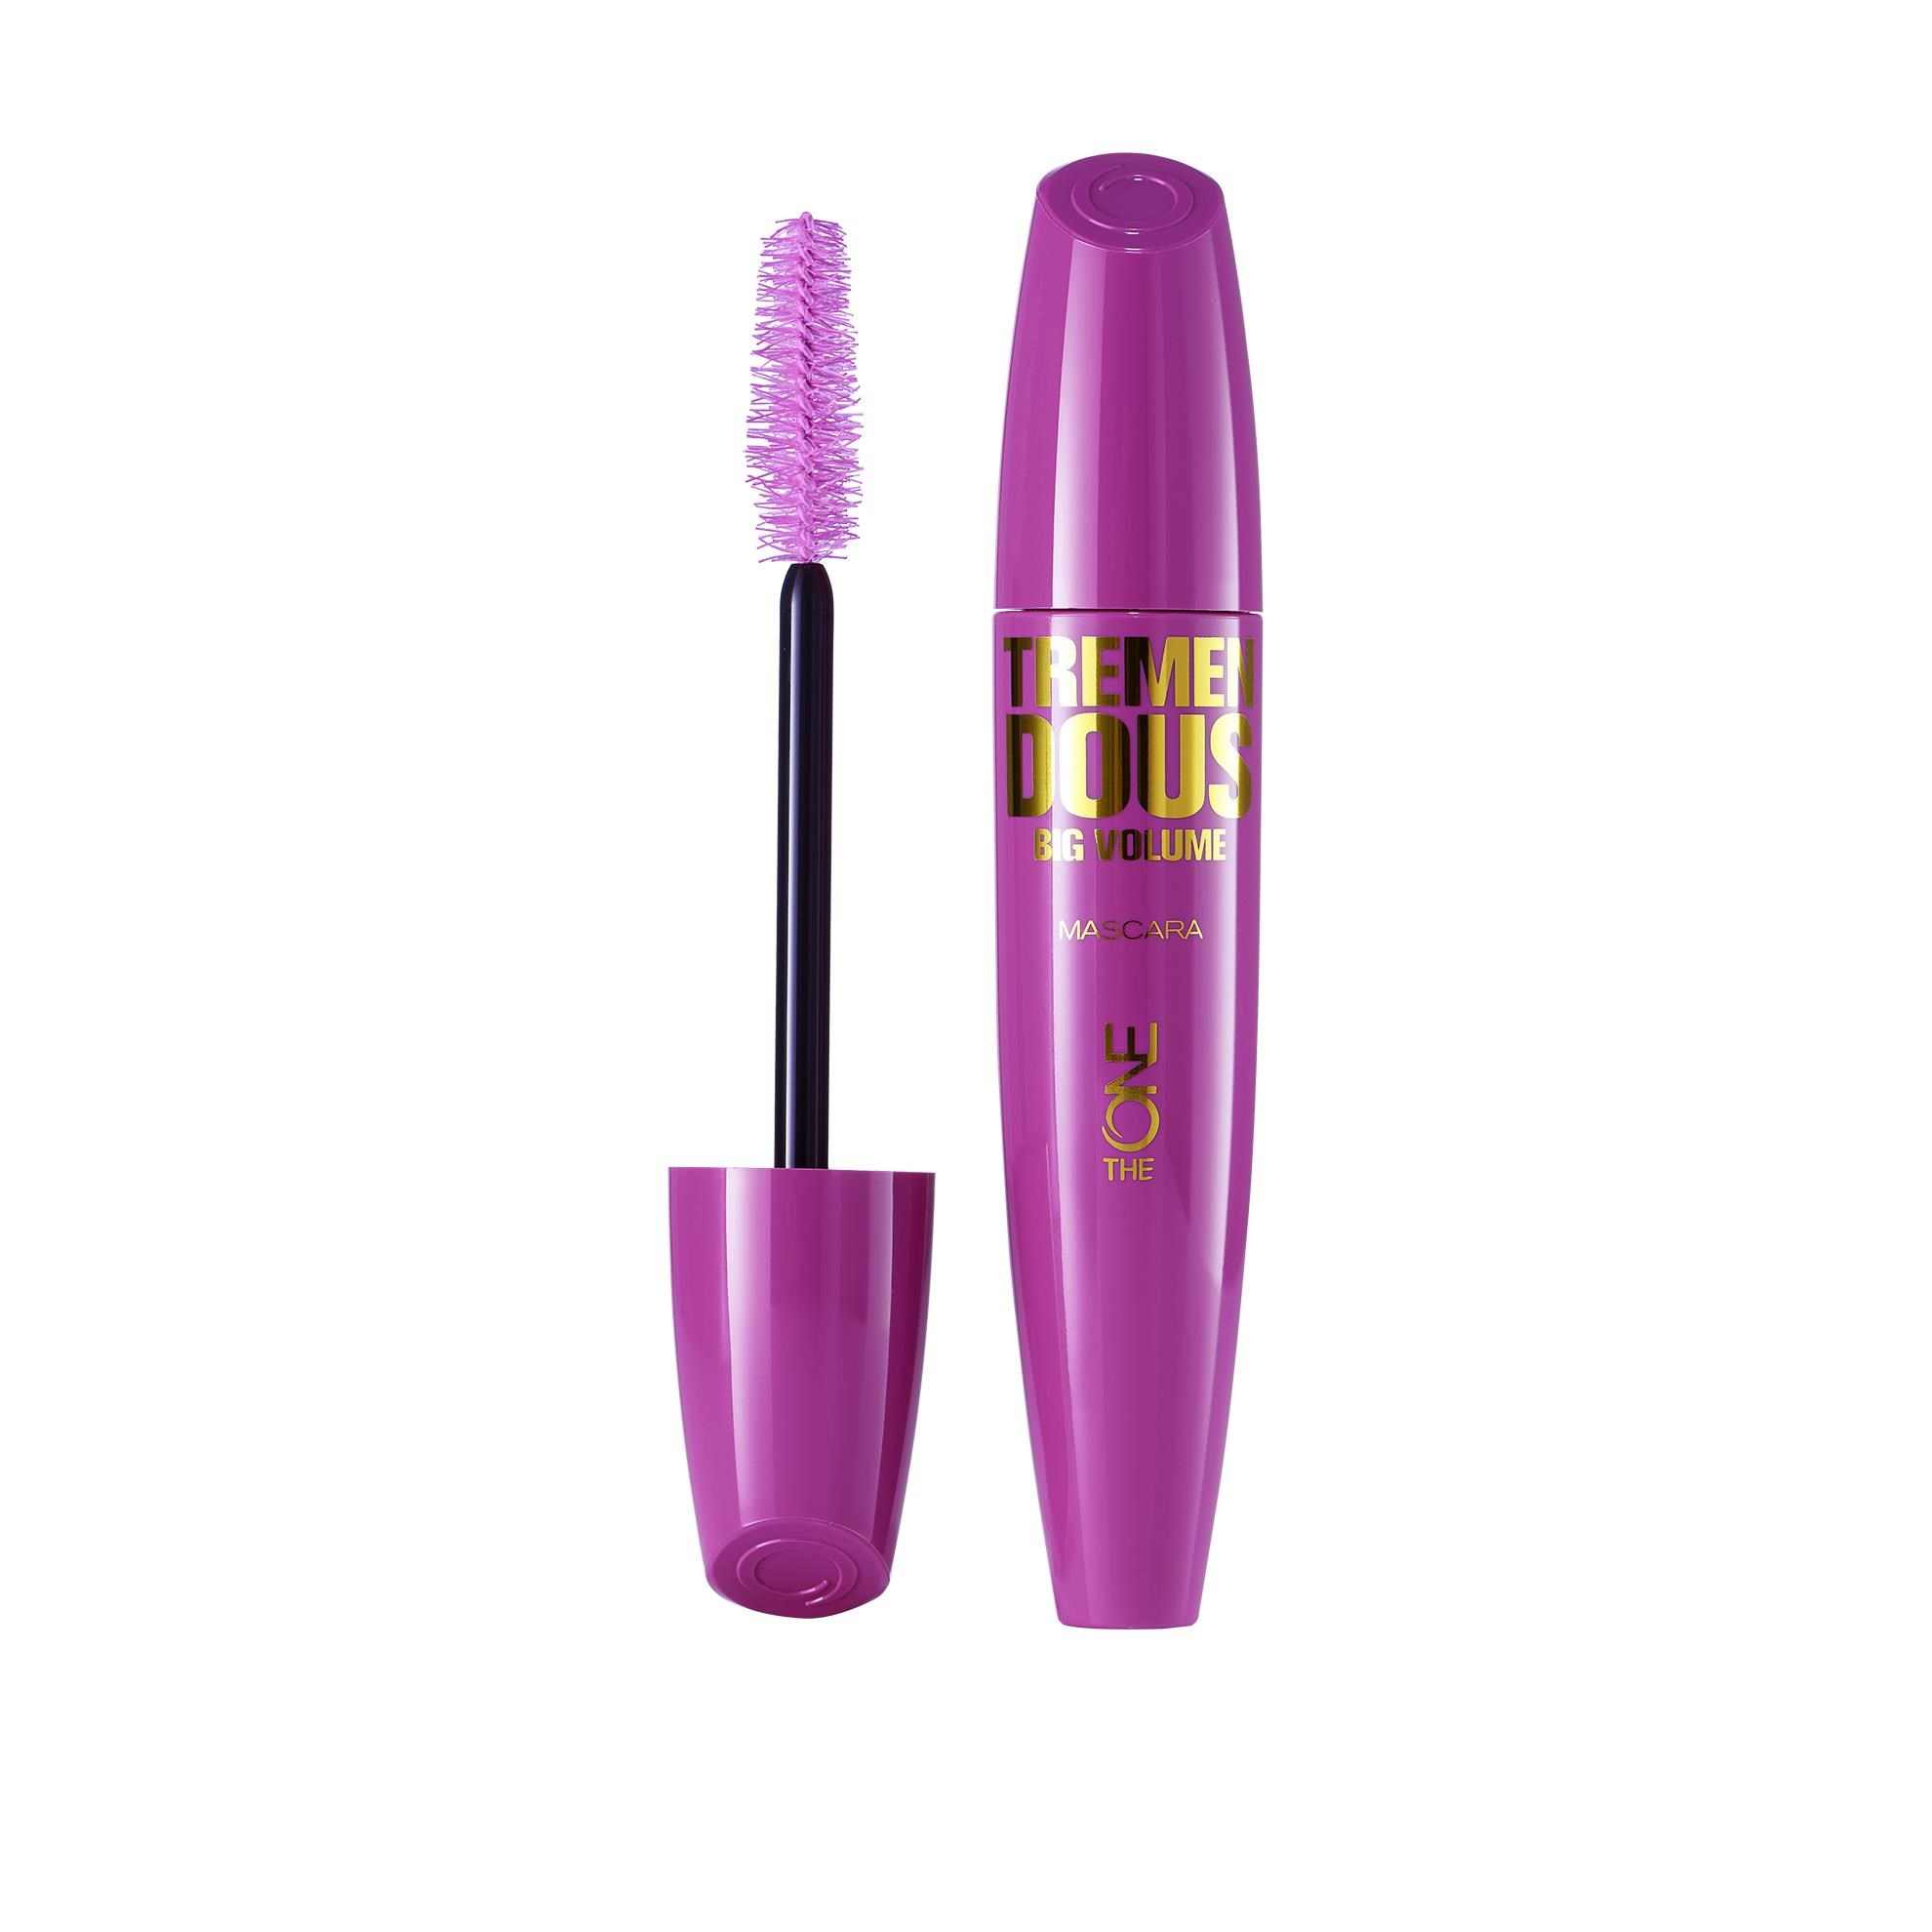 TREMEN
DOUS
BIG VOLUME
MASCARA
THE ONE